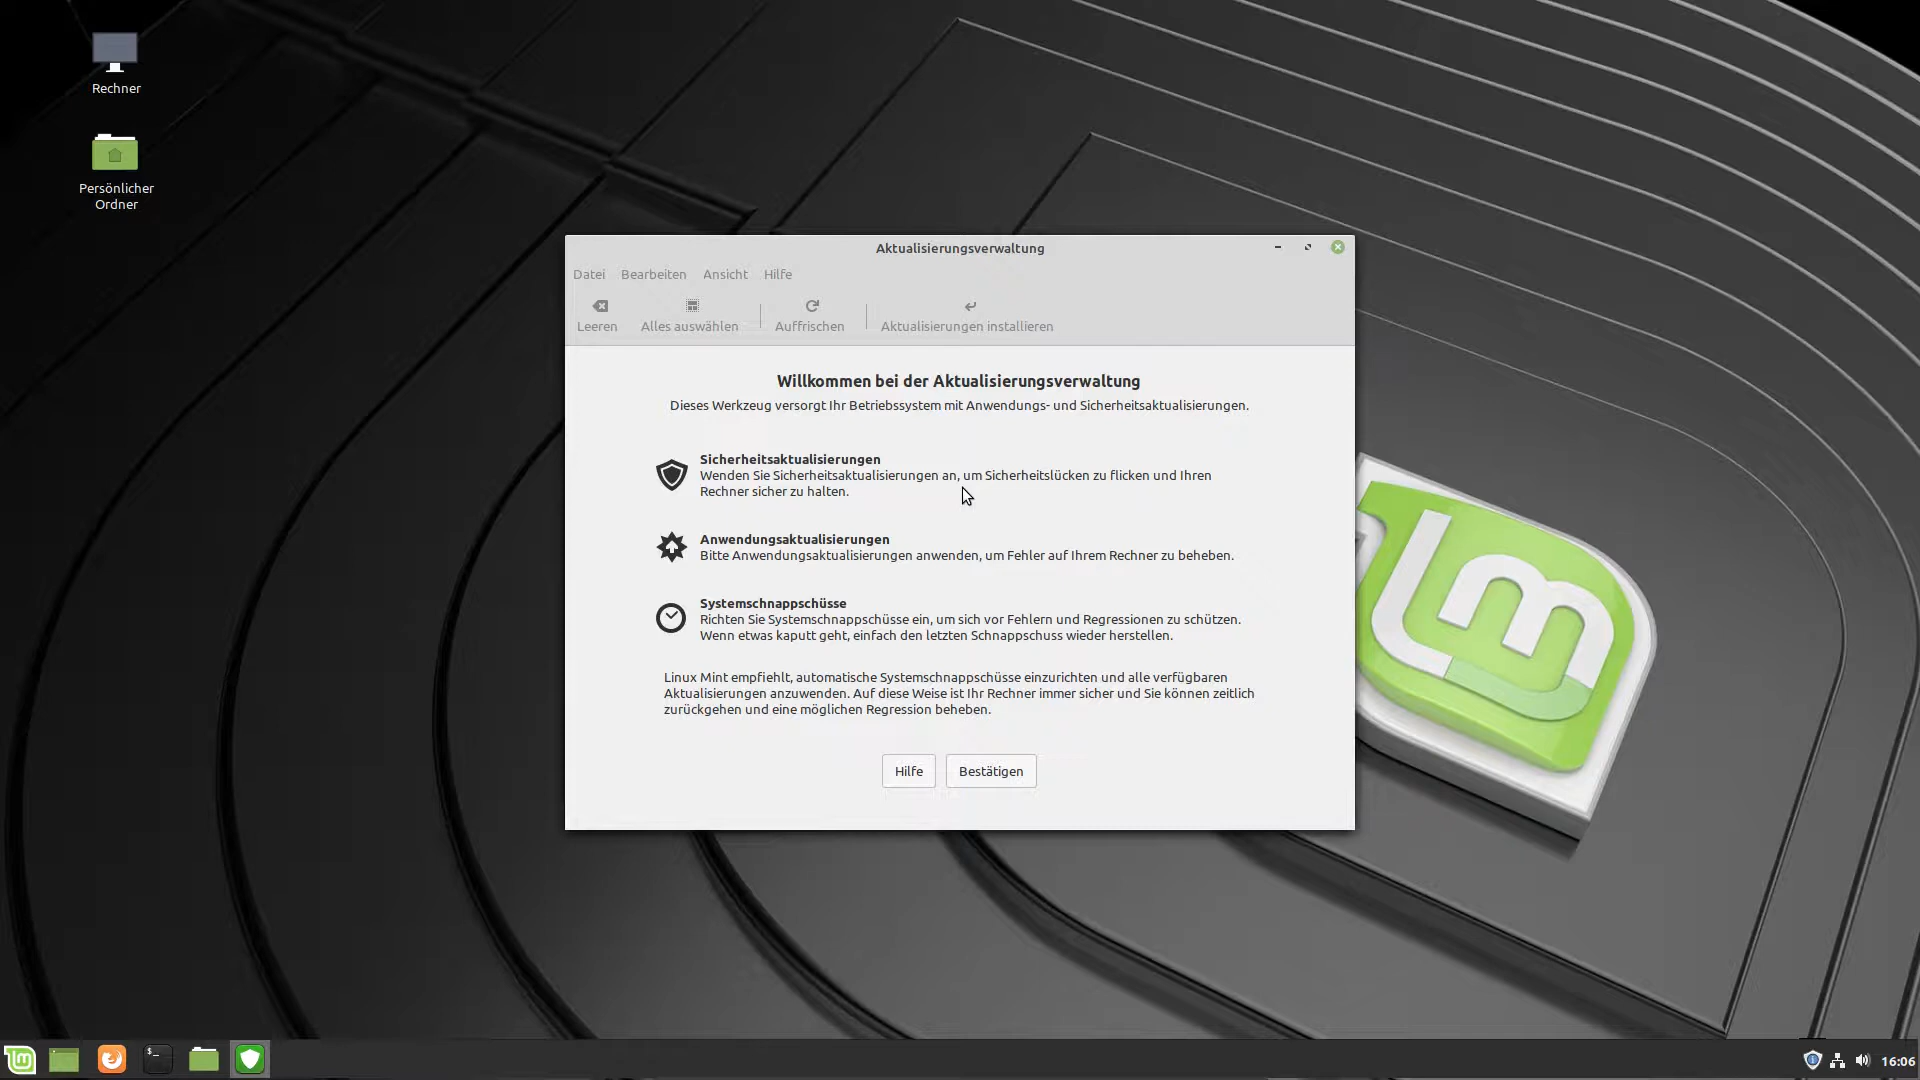 Rechner
Persönlicher
Ordner
Aktualisierungsverwaltung
Datei Bearbeiten Ansicht Hilfe
Leeren Alles auswählen Auffrischen Aktualisierungen installieren
Willkommen bei der Aktualisierungsverwaltung
Dieses Werkzeug versorgt Ihr Betriebssystem mit Anwendungs- und Sicherheitsaktualisierungen.
Sicherheitsaktualisierungen
Wenden Sie Sicherheitsaktualisierungen an, um Sicherheitslücken zu flicken und Ihren
Rechner sicher zu halten.
Anwendungsaktualisierungen
Bitte Anwendungsaktualisierungen anwenden, um Fehler auf Ihrem Rechner zu beheben.
Systemschnappschüsse
Richten Sie Systemschnappschüsse ein, um sich vor Fehlern und Regressionen zu schützen.
Wenn etwas kaputt geht, einfach den letzten Schnappschuss wieder herstellen.
Linux Mint empfiehlt, automatische Systemschnappschüsse einzurichten und alle verfügbaren
Aktualisierungen anzuwenden. Auf diese Weise ist Ihr Rechner immer sicher und Sie können zeitlich
zurückgehen und eine möglichen Regression beheben.
Hilfe Bestätigen
16:06